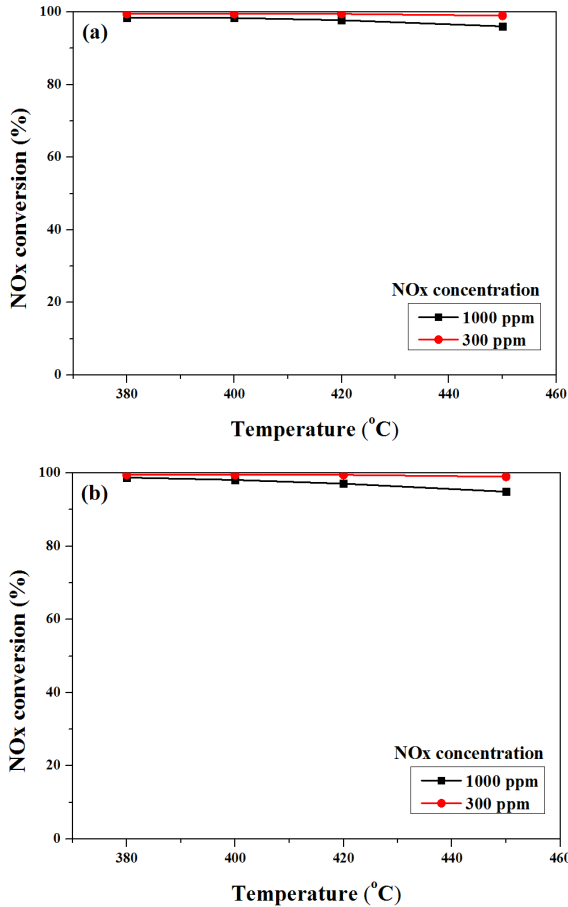 (a)
100
80
60
40
20
0
NOx conversion (%)
NOx concentration
1000 ppm
300 ppm
380 400 420 440 460
Temperature (°C)
(b)
100
80
60
40
20
0
NOx conversion (%)
NOx concentration
1000 ppm
300 ppm
380 400 420 440 460
Temperature (°C)